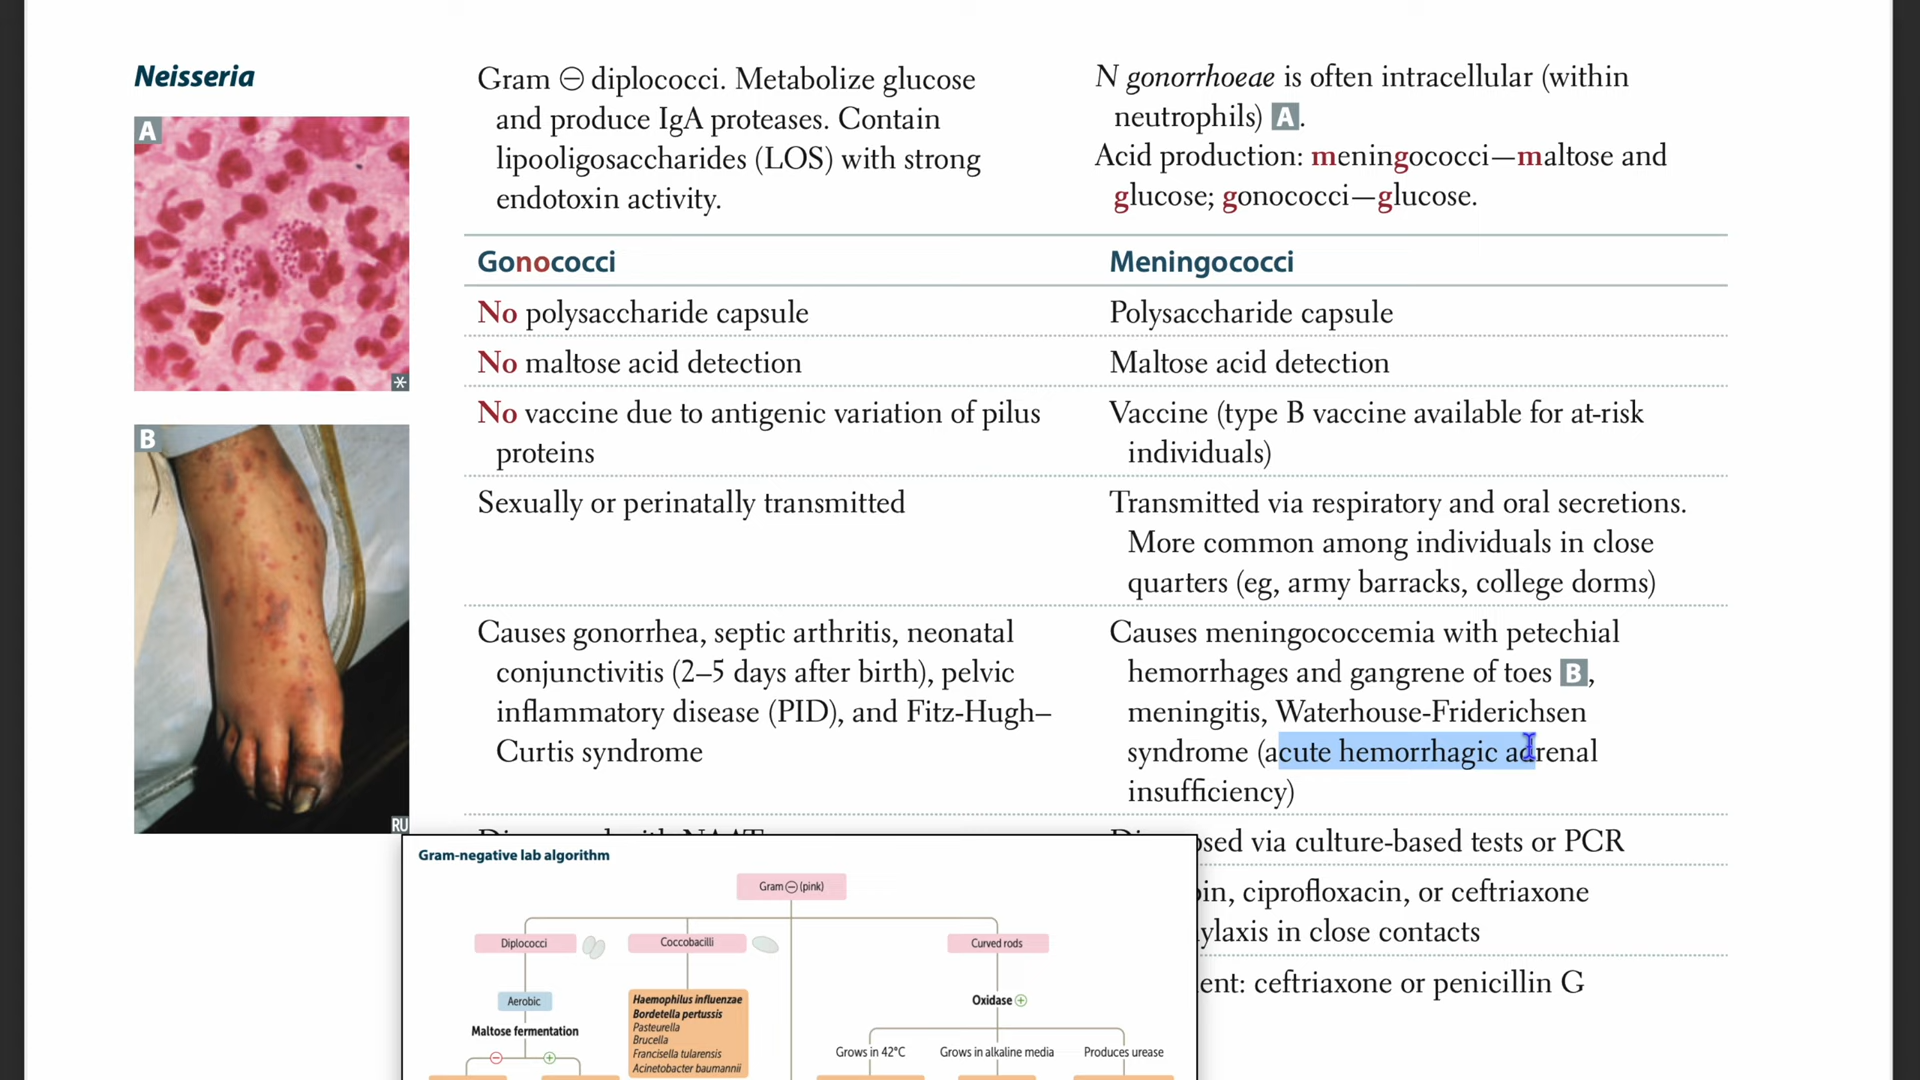 Neisseria
A
B
RU
Gram ⊖ diplococci. Metabolize glucose
and produce IgA proteases. Contain
lipooligosaccharides (LOS) with strong
endotoxin activity.
N gonorrhoeae is often intracellular (within
neutrophils) A.
Acid production: meningococci—maltose and
glucose; gonococci—glucose.
Gonococci
Meningococci
No polysaccharide capsule
Polysaccharide capsule
No maltose acid detection
Maltose acid detection
No vaccine due to antigenic variation of pilus
proteins
Vaccine (type B vaccine available for at-risk
individuals)
Sexually or perinatally transmitted
Transmitted via respiratory and oral secretions.
More common among individuals in close
quarters (eg, army barracks, college dorms)
Causes gonorrhea, septic arthritis, neonatal
conjunctivitis (2–5 days after birth), pelvic
inflammatory disease (PID), and Fitz-Hugh–
Curtis syndrome
Causes meningococcemia with petechial
hemorrhages and gangrene of toes B,
meningitis, Waterhouse-Friderichsen
syndrome (acute hemorrhagic adrenal
insufficiency)
via culture-based tests or PCR
ciprofloxacin, or ceftriaxone
in close contacts
ceftriaxone or penicillin G
Gram-negative lab algorithm
Gram ⊖ (pink)
Diplococci
Coccobacilli
Curved rods
Aerobic
Maltose fermentation
Haemophilus influenzae
Bordetella pertussis
Pasteurella
Brucella
Francisella tularensis
Acinetobacter baumannii
Oxidase ⊕
Grows in 42°C
Grows in alkaline media
Produces urease